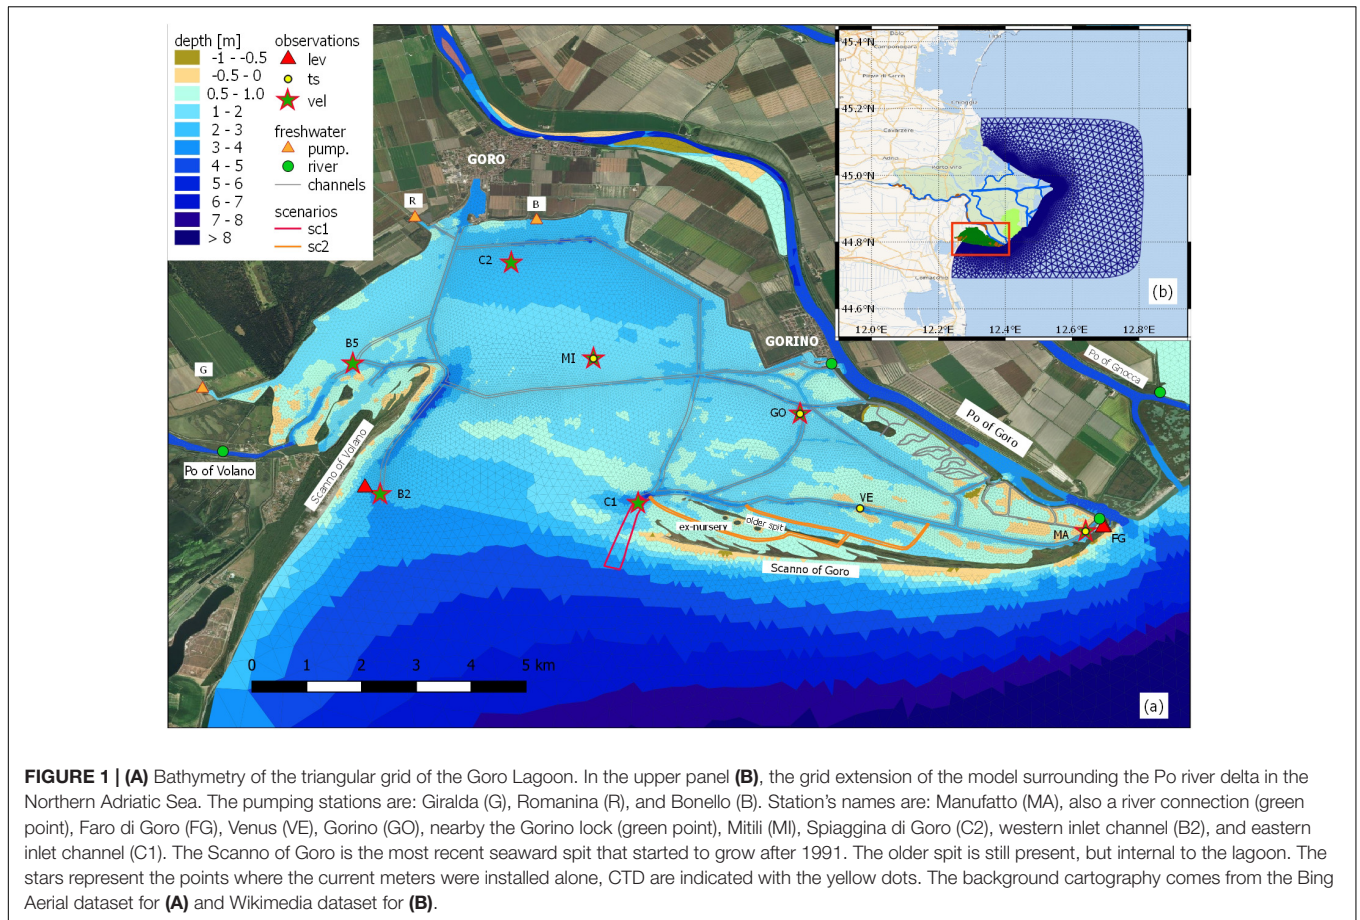 depth [m]
-1 - -0.5
-0.5 - 0
0.5 - 1.0
1 - 2
2 - 3
3 - 4
4 - 5
5 - 6
6 - 7
7 - 8
> 8
observations
lev
ts
vel
freshwater
pump.
river
channels
scenarios
sc1
sc2
GORO
R
B
C2
B5
MI
GORINO
G
GO
Po of Volano
Scanno of Volano
B2
C1
VE
ex-nursery
older spit
Scanno of Goro
MA
FG
Po of Goro
Po of Gnocca
0 1 2 3 4 5 km
(a)
45.4°N
45.2°N
45.0°N
44.8°N
44.6°N
12.0°E 12.2°E 12.4°E 12.6°E 12.8°E
Cavarzere
Adria
Porto Viro
(b)
FIGURE 1 | (A) Bathymetry of the triangular grid of the Goro Lagoon. In the upper panel (B), the grid extension of the model surrounding the Po river delta in the
Northern Adriatic Sea. The pumping stations are: Giralda (G), Romanina (R), and Bonello (B). Station's names are: Manufatto (MA), also a river connection (green
point), Faro di Goro (FG), Venus (VE), Gorino (GO), nearby the Gorino lock (green point), Mitili (MI), Spiaggina di Goro (C2), western inlet channel (B2), and eastern
inlet channel (C1). The Scanno of Goro is the most recent seaward spit that started to grow after 1991. The older spit is still present, but internal to the lagoon. The
stars represent the points where the current meters were installed alone, CTD are indicated with the yellow dots. The background cartography comes from the Bing
Aerial dataset for (A) and Wikimedia dataset for (B).